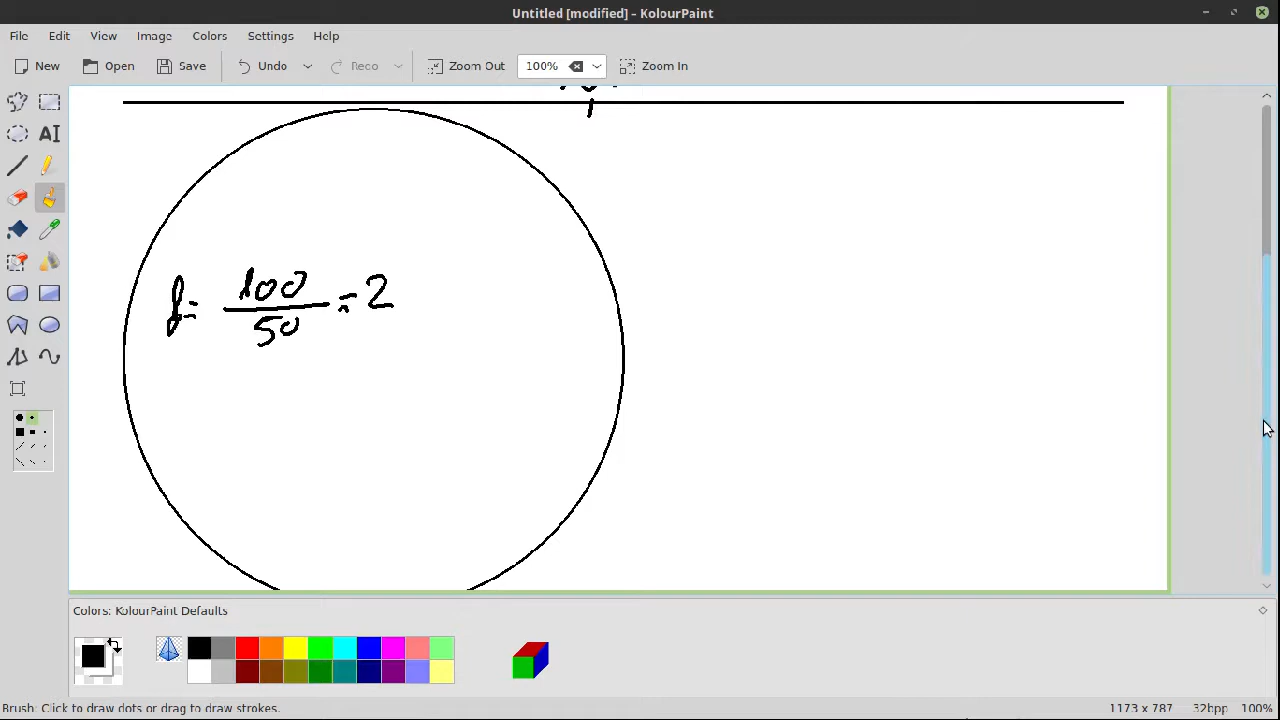 Untitled [modified] - KolourPaint
File Edit View Image Colors Settings Help
New Open Save Undo Redo Zoom Out 100% Zoom In
AI
f= 100/50 = 2
Colors: KolourPaint Defaults
Brush: Click to draw dots or drag to draw strokes. 1173 x 787 32bpp 100%